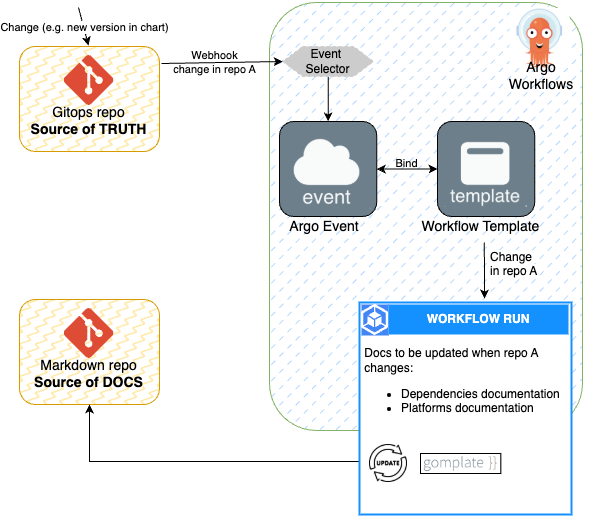 Change (e.g. new version in chart)
Webhook
change in repo A
Event
Selector
Argo
Workflows
Gitops repo
Source of TRUTH
event
Argo Event
Bind
template
Workflow Template
Change
in repo A
WORKFLOW RUN
Docs to be updated when repo A
changes:
• Dependencies documentation
• Platforms documentation
UPDATE
gomplate }}
Markdown repo
Source of DOCS